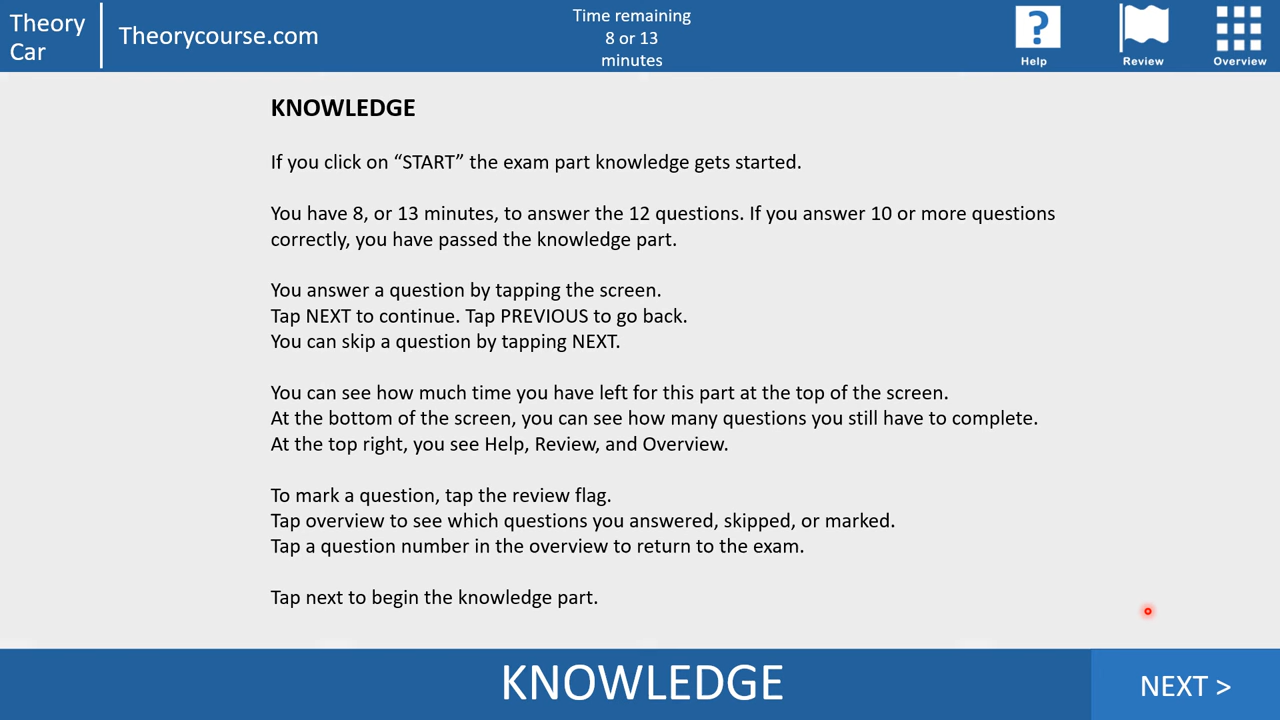 Theory
Car
Theorycourse.com
Time remaining
8 or 13
minutes
?
Help
Review
Overview
KNOWLEDGE
If you click on “START” the exam part knowledge gets started.
You have 8, or 13 minutes, to answer the 12 questions. If you answer 10 or more questions
correctly, you have passed the knowledge part.
You answer a question by tapping the screen.
Tap NEXT to continue. Tap PREVIOUS to go back.
You can skip a question by tapping NEXT.
You can see how much time you have left for this part at the top of the screen.
At the bottom of the screen, you can see how many questions you still have to complete.
At the top right, you see Help, Review, and Overview.
To mark a question, tap the review flag.
Tap overview to see which questions you answered, skipped, or marked.
Tap a question number in the overview to return to the exam.
Tap next to begin the knowledge part.
KNOWLEDGE
NEXT >